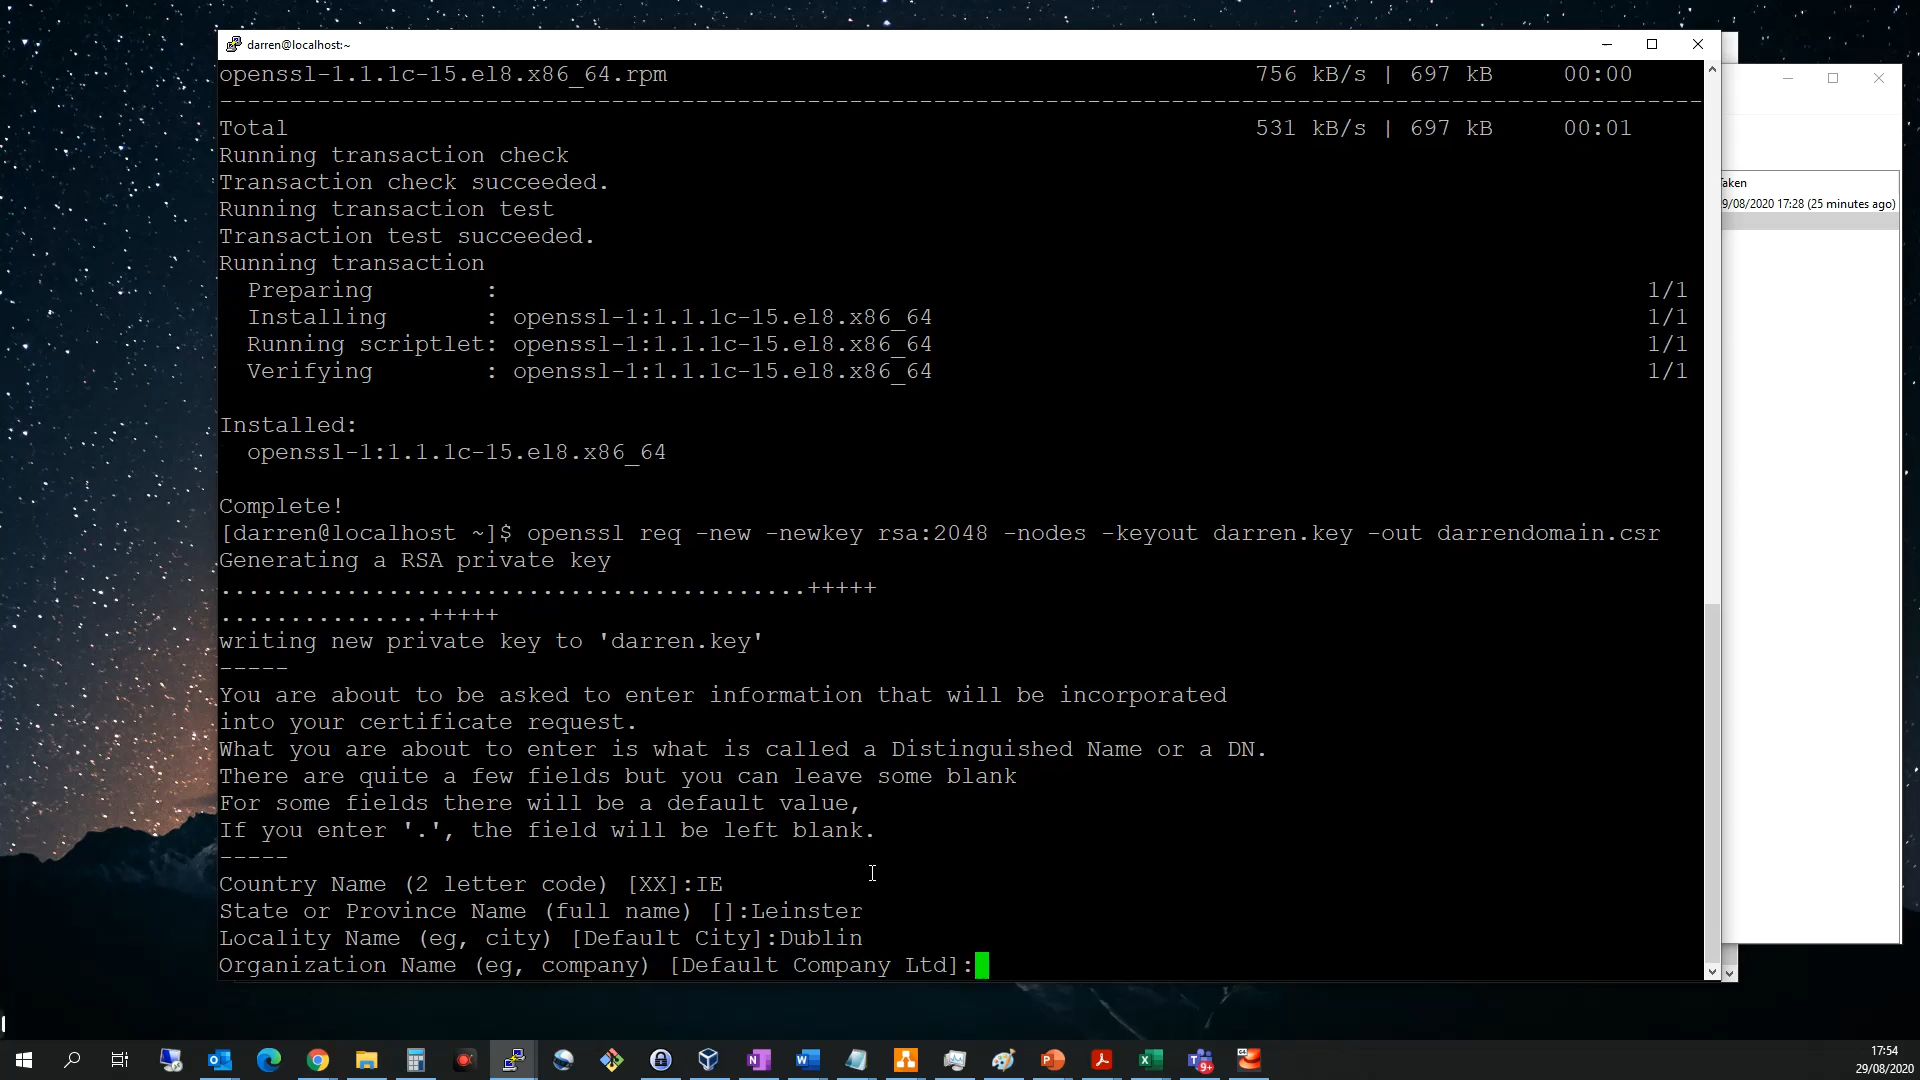 darren@localhost:~
openssl-1.1.1c-15.el8.x86_64.rpm 756 kB/s | 697 kB 00:00
--------------------------------------------------------------------------------------------------------
Total 531 kB/s | 697 kB 00:01
Running transaction check
Transaction check succeeded.
Running transaction test
Transaction test succeeded.
Running transaction
Preparing : 1/1
Installing : openssl-1:1.1.1c-15.el8.x86_64 1/1
Running scriptlet: openssl-1:1.1.1c-15.el8.x86_64 1/1
Verifying : openssl-1:1.1.1c-15.el8.x86_64 1/1
Installed:
openssl-1:1.1.1c-15.el8.x86_64
Complete!
[darren@localhost ~]$ openssl req -new -newkey rsa:2048 -nodes -keyout darren.key -out darrendomain.csr
Generating a RSA private key
..........................................+++++
...............+++++
writing new private key to 'darren.key'
-----
You are about to be asked to enter information that will be incorporated
into your certificate request.
What you are about to enter is what is called a Distinguished Name or a DN.
There are quite a few fields but you can leave some blank
For some fields there will be a default value,
If you enter '.', the field will be left blank.
-----
Country Name (2 letter code) [XX]:IE
State or Province Name (full name) []:Leinster
Locality Name (eg, city) [Default City]:Dublin
Organization Name (eg, company) [Default Company Ltd]:
Taken
9/08/2020 17:28 (25 minutes ago)
17:54
29/08/2020